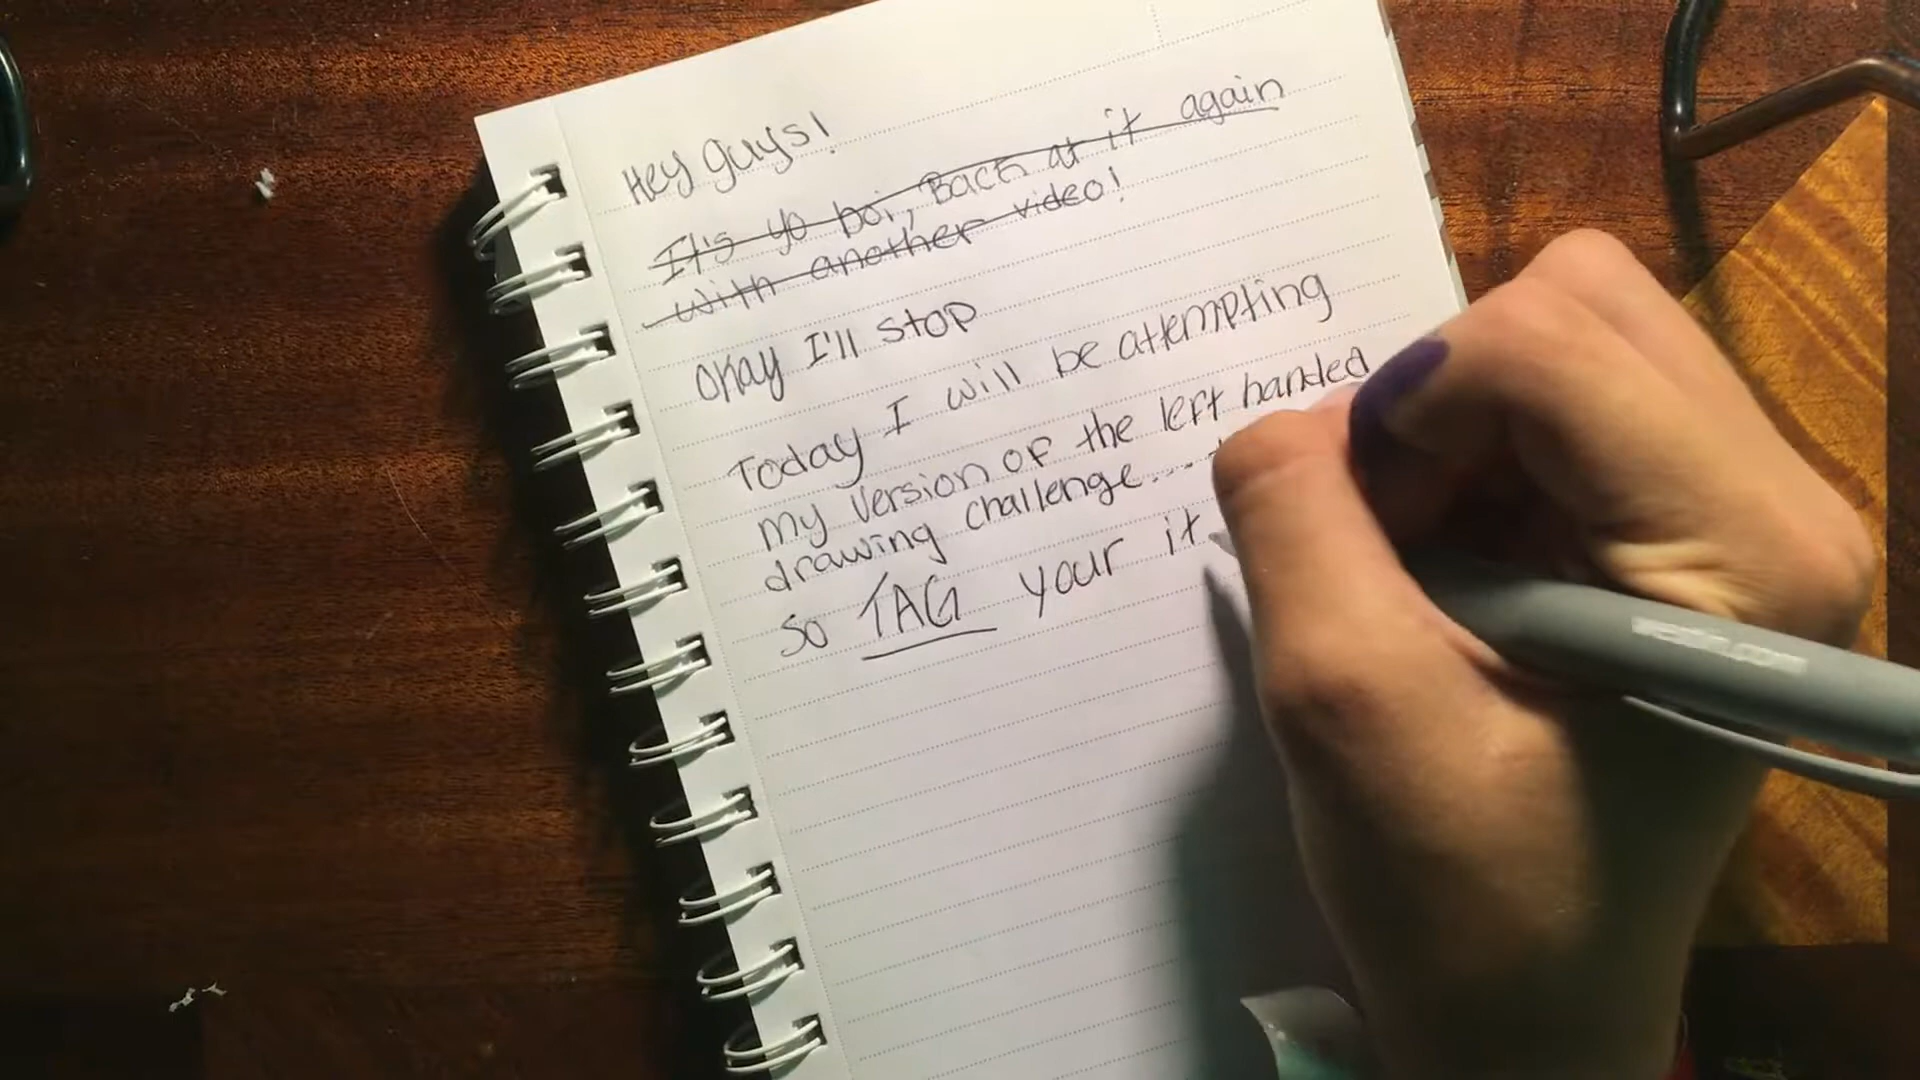 Hey guys!
It's yo boi, Back at it again
with another video!
Okay I'll stop
Today I will be attempting
my version of the left handed
drawing challenge...
so TAG your it